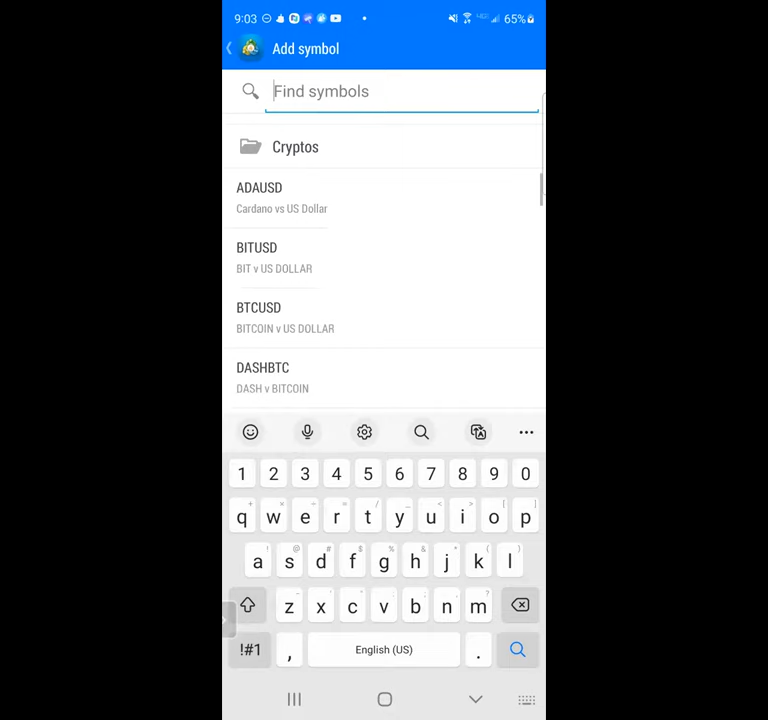 9:03 65%
Add symbol
Find symbols
Cryptos
ADAUSD
Cardano vs US Dollar
BITUSD
BIT v US DOLLAR
BTCUSD
BITCOIN v US DOLLAR
DASHBTC
DASH v BITCOIN
1 2 3 4 5 6 7 8 9 0
q w e r t y u i o p
a s d f g h j k l
z x c v b n m
!#1 , English (US) .